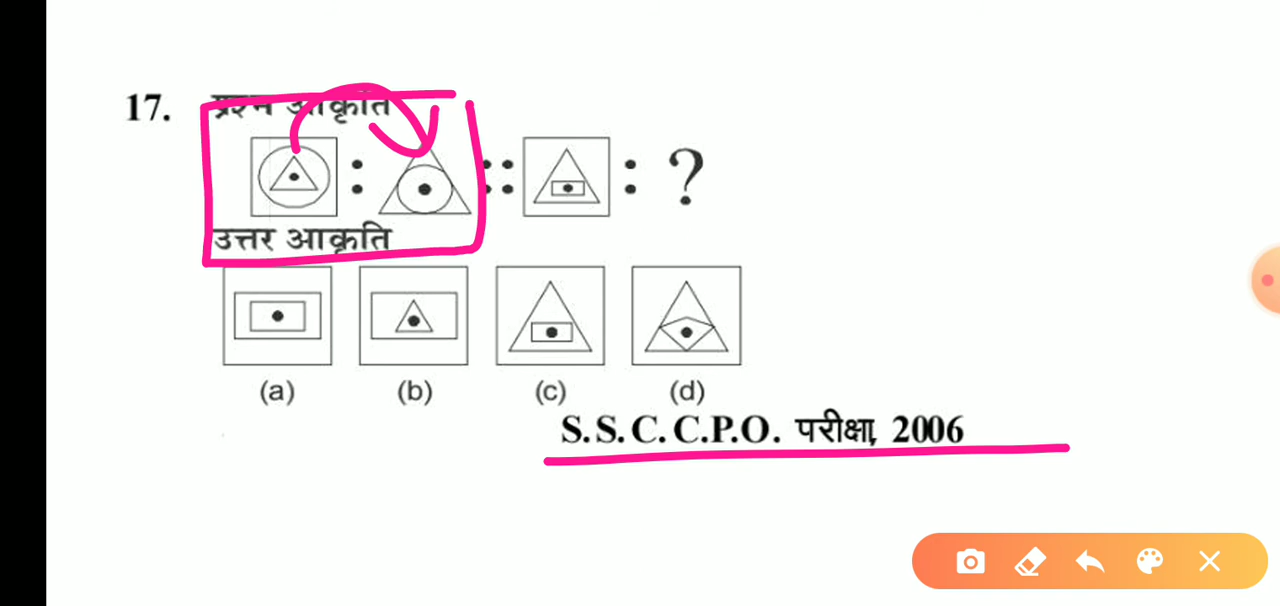 17. प्रश्न आकृति
: :: : ?
उत्तर आकृति
(a) (b) (c) (d)
S.S.C.C.P.O. परीक्षा, 2006